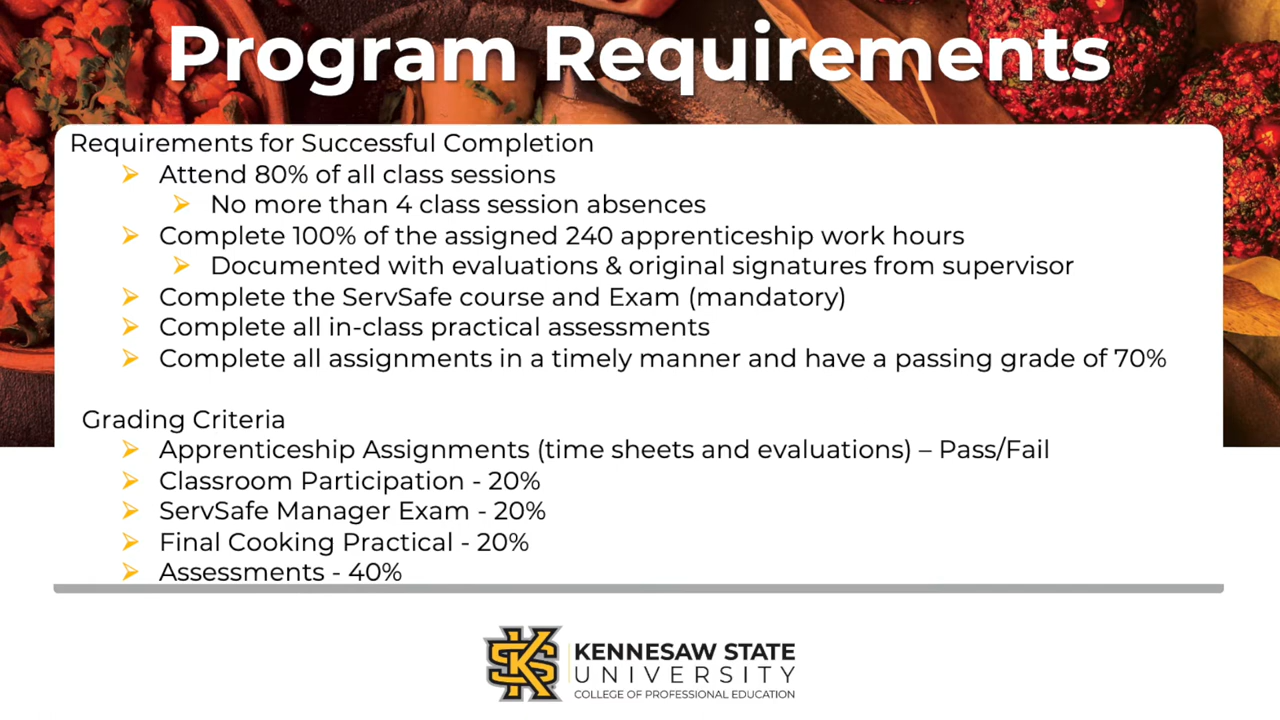 Program Requirements
Requirements for Successful Completion
➢ Attend 80% of all class sessions
➢ No more than 4 class session absences
➢ Complete 100% of the assigned 240 apprenticeship work hours
➢ Documented with evaluations & original signatures from supervisor
➢ Complete the ServSafe course and Exam (mandatory)
➢ Complete all in-class practical assessments
➢ Complete all assignments in a timely manner and have a passing grade of 70%
Grading Criteria
➢ Apprenticeship Assignments (time sheets and evaluations) – Pass/Fail
➢ Classroom Participation - 20%
➢ ServSafe Manager Exam - 20%
➢ Final Cooking Practical - 20%
➢ Assessments - 40%
KSU
KENNESAW STATE
UNIVERSITY
COLLEGE OF PROFESSIONAL EDUCATION